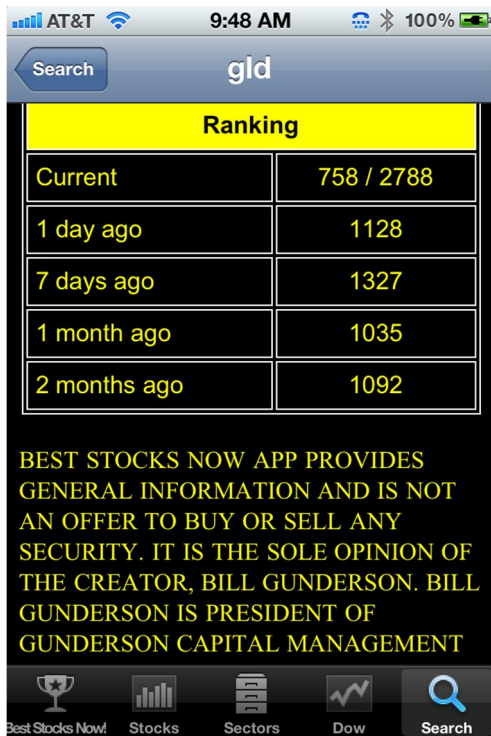 AT&T 9:48 AM 100%
Search gld
Ranking
Current 758 / 2788
1 day ago 1128
7 days ago 1327
1 month ago 1035
2 months ago 1092
BEST STOCKS NOW APP PROVIDES
GENERAL INFORMATION AND IS NOT
AN OFFER TO BUY OR SELL ANY
SECURITY. IT IS THE SOLE OPINION OF
THE CREATOR, BILL GUNDERSON. BILL
GUNDERSON IS PRESIDENT OF
GUNDERSON CAPITAL MANAGEMENT
Best Stocks Now! Stocks Sectors Dow Search